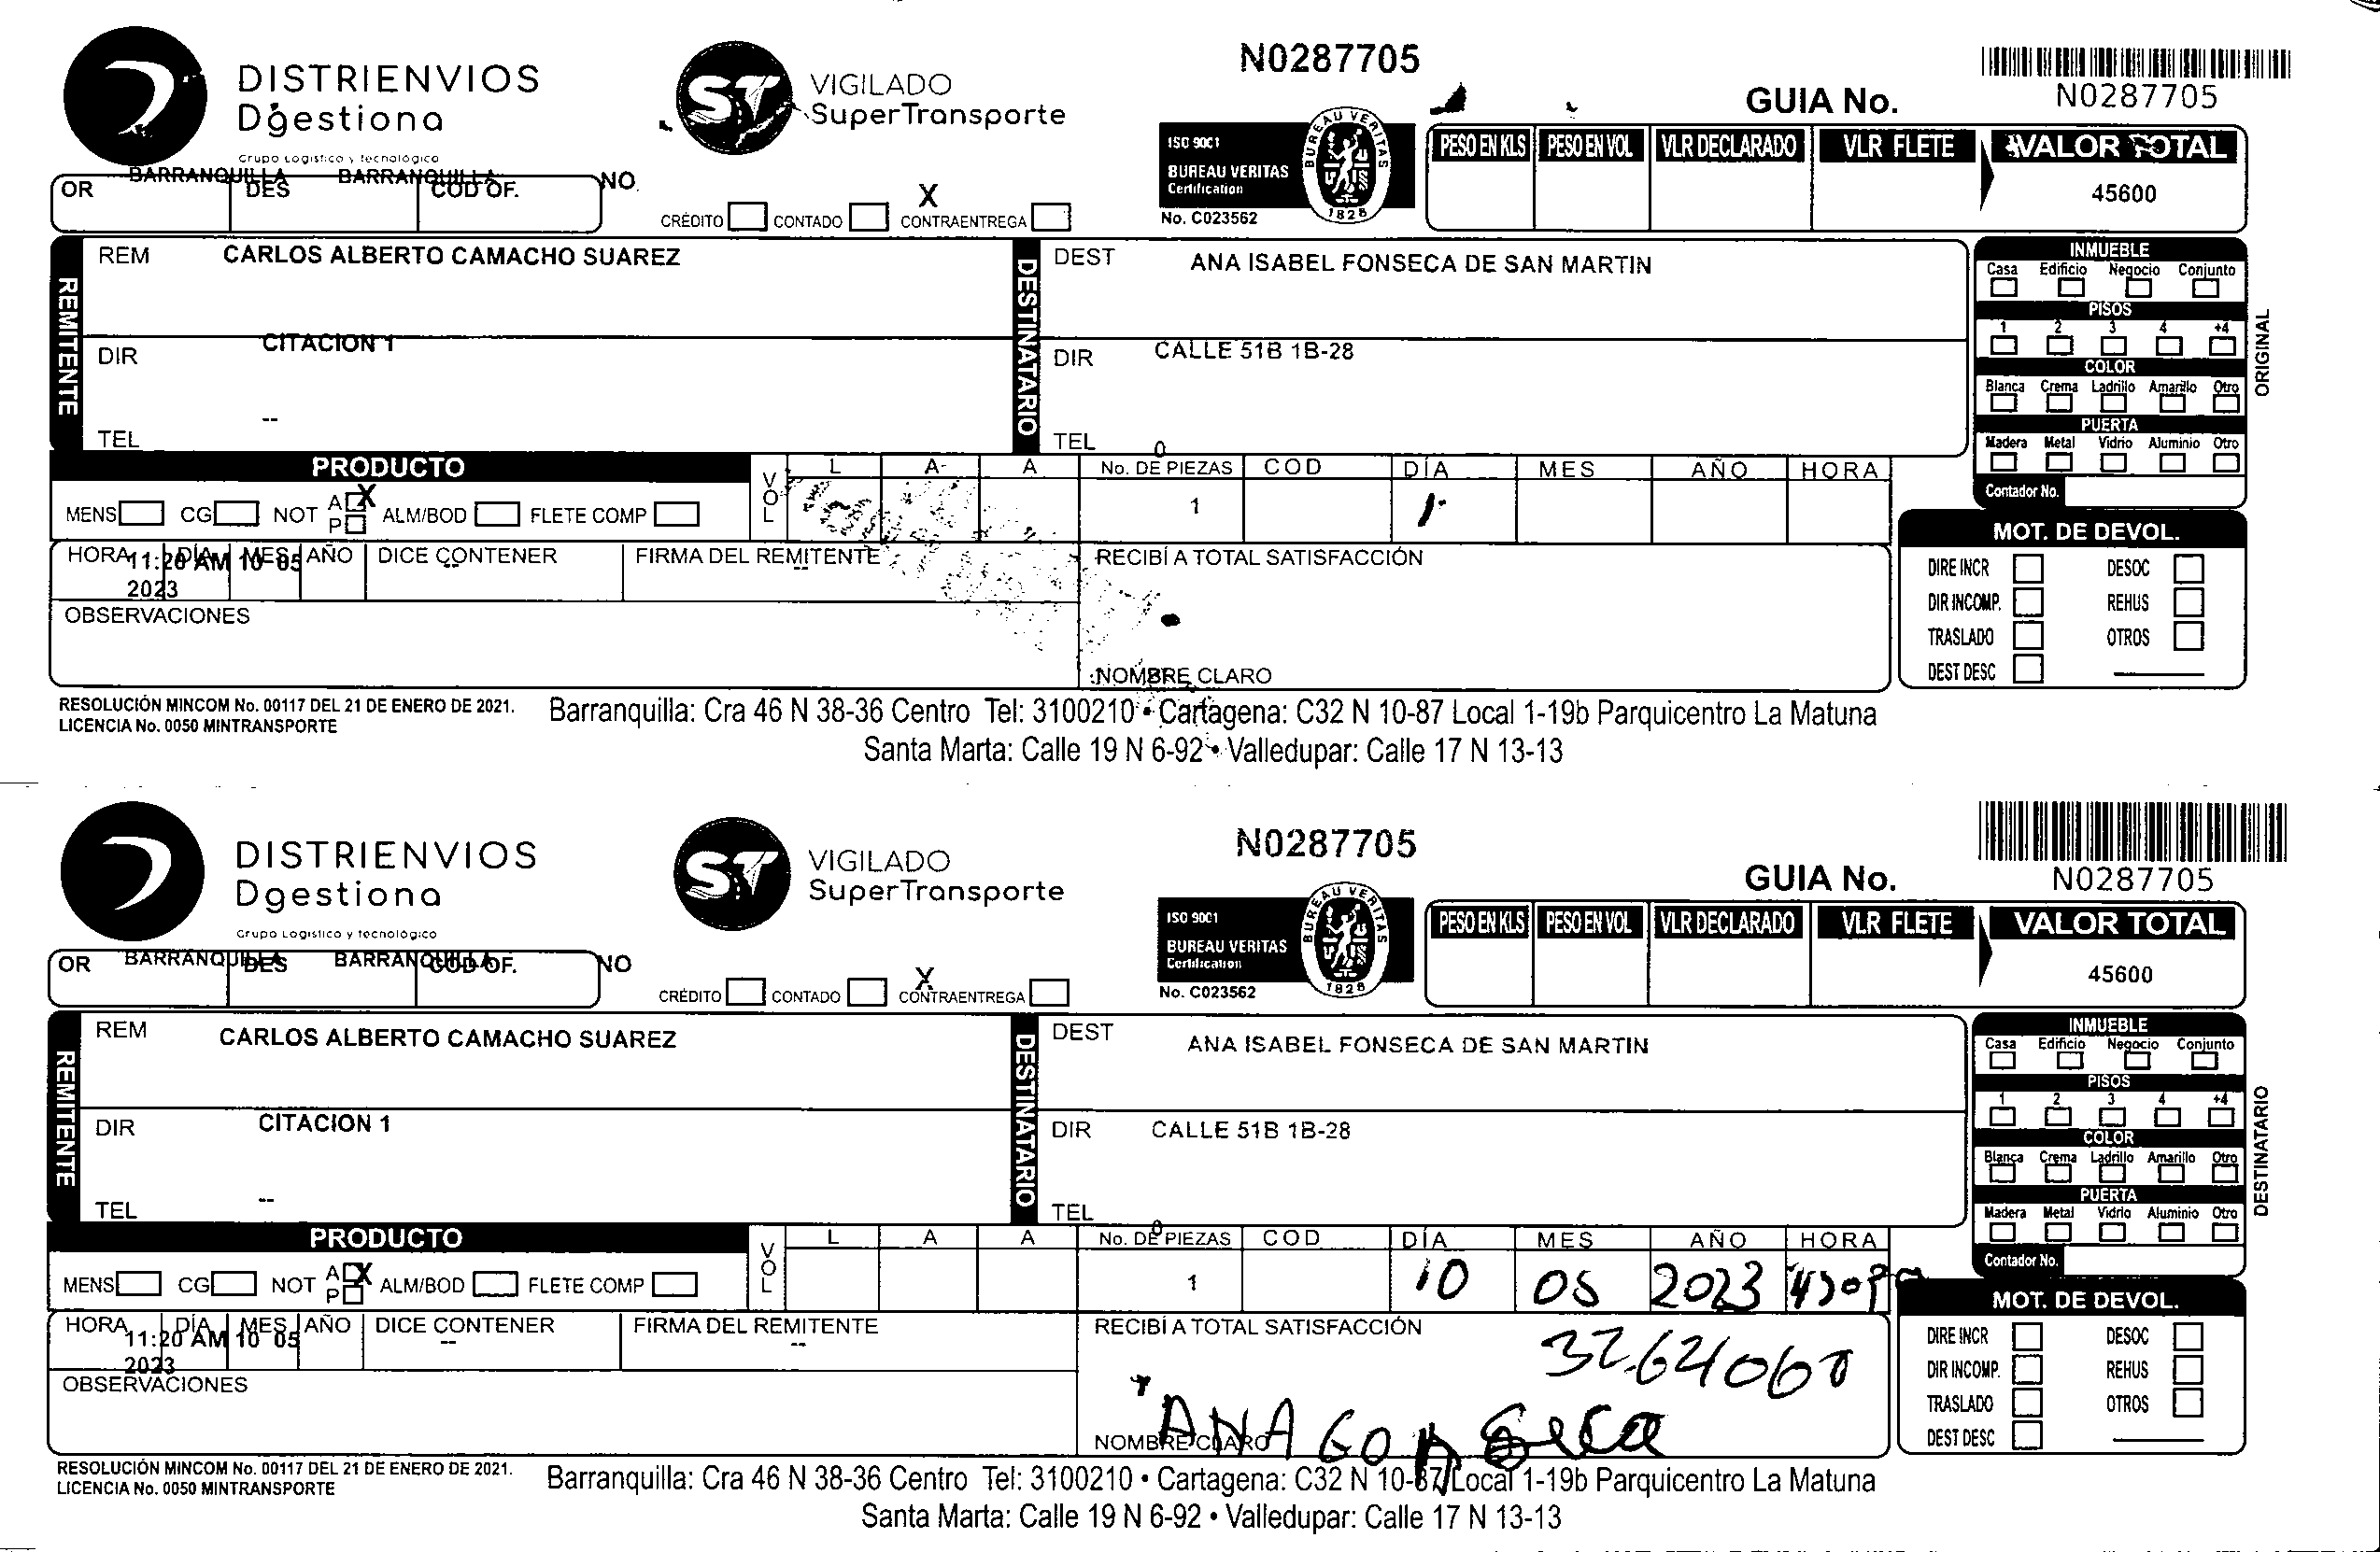 DISTRIENVIOS
Dgestiona
Grupo Logístico y tecnológico
VIGILADO
SuperTransporte
N0287705
GUIA No.
N0287705
ISO 9001
BUREAU VERITAS
Certification
No. C023562
BUREAU VERITAS
1828
PESO EN KLS PESO EN VOL VLR DECLARADO VLR FLETE VALOR TOTAL
45600
OR BARRANQUILLA DES BARRANQUILLA COD OF. NO.
CRÉDITO CONTADO X CONTRAENTREGA
REMITENTE
REM CARLOS ALBERTO CAMACHO SUAREZ
DIR CITACION 1
TEL --
DESTINATARIO
DEST ANA ISABEL FONSECA DE SAN MARTIN
DIR CALLE 51B 1B-28
TEL 0
INMUEBLE
Casa Edificio Negocio Conjunto
PISOS
1 2 3 4 +4
COLOR
Blanca Crema Ladrillo Amarillo Otro
PUERTA
Madera Metal Vidrio Aluminio Otro
Contador No.
ORIGINAL
PRODUCTO
MENS CG NOT A X P ALM/BOD FLETE COMP
VOL L A A No. DE PIEZAS COD DÍA MES AÑO HORA
1
HORA DÍA MES AÑO DICE CONTENER FIRMA DEL REMITENTE RECIBÍ A TOTAL SATISFACCIÓN
11:20 AM 10 05 -- --
2023
OBSERVACIONES
NOMBRE CLARO
MOT. DE DEVOL.
DIRE INCR DESOC
DIR INCOMP. REHUS
TRASLADO OTROS
DEST DESC
RESOLUCIÓN MINCOM No. 00117 DEL 21 DE ENERO DE 2021.
LICENCIA No. 0050 MINTRANSPORTE
Barranquilla: Cra 46 N 38-36 Centro Tel: 3100210 • Cartagena: C32 N 10-87 Local 1-19b Parquicentro La Matuna
Santa Marta: Calle 19 N 6-92 • Valledupar: Calle 17 N 13-13
DISTRIENVIOS
Dgestiona
Grupo Logístico y tecnológico
VIGILADO
SuperTransporte
N0287705
GUIA No.
N0287705
ISO 9001
BUREAU VERITAS
Certification
No. C023562
BUREAU VERITAS
1828
PESO EN KLS PESO EN VOL VLR DECLARADO VLR FLETE VALOR TOTAL
45600
OR BARRANQUILLA DES BARRANQUILLA COD OF. NO
CRÉDITO CONTADO X CONTRAENTREGA
REMITENTE
REM CARLOS ALBERTO CAMACHO SUAREZ
DIR CITACION 1
TEL --
DESTINATARIO
DEST ANA ISABEL FONSECA DE SAN MARTIN
DIR CALLE 51B 1B-28
TEL 0
INMUEBLE
Casa Edificio Negocio Conjunto
PISOS
1 2 3 4 +4
COLOR
Blanca Crema Ladrillo Amarillo Otro
PUERTA
Madera Metal Vidrio Aluminio Otro
Contador No.
DESTINATARIO
PRODUCTO
MENS CG NOT A X P ALM/BOD FLETE COMP
VOL L A A No. DE PIEZAS COD DÍA MES AÑO HORA
1 10 05 2023
HORA DÍA MES AÑO DICE CONTENER FIRMA DEL REMITENTE RECIBÍ A TOTAL SATISFACCIÓN
11:20 AM 10 05 -- --
2023
OBSERVACIONES
NOMBRE CLARO ANA
MOT. DE DEVOL.
DIRE INCR DESOC
DIR INCOMP. REHUS
TRASLADO OTROS
DEST DESC
RESOLUCIÓN MINCOM No. 00117 DEL 21 DE ENERO DE 2021.
LICENCIA No. 0050 MINTRANSPORTE
Barranquilla: Cra 46 N 38-36 Centro Tel: 3100210 • Cartagena: C32 N 10-87 Local 1-19b Parquicentro La Matuna
Santa Marta: Calle 19 N 6-92 • Valledupar: Calle 17 N 13-13